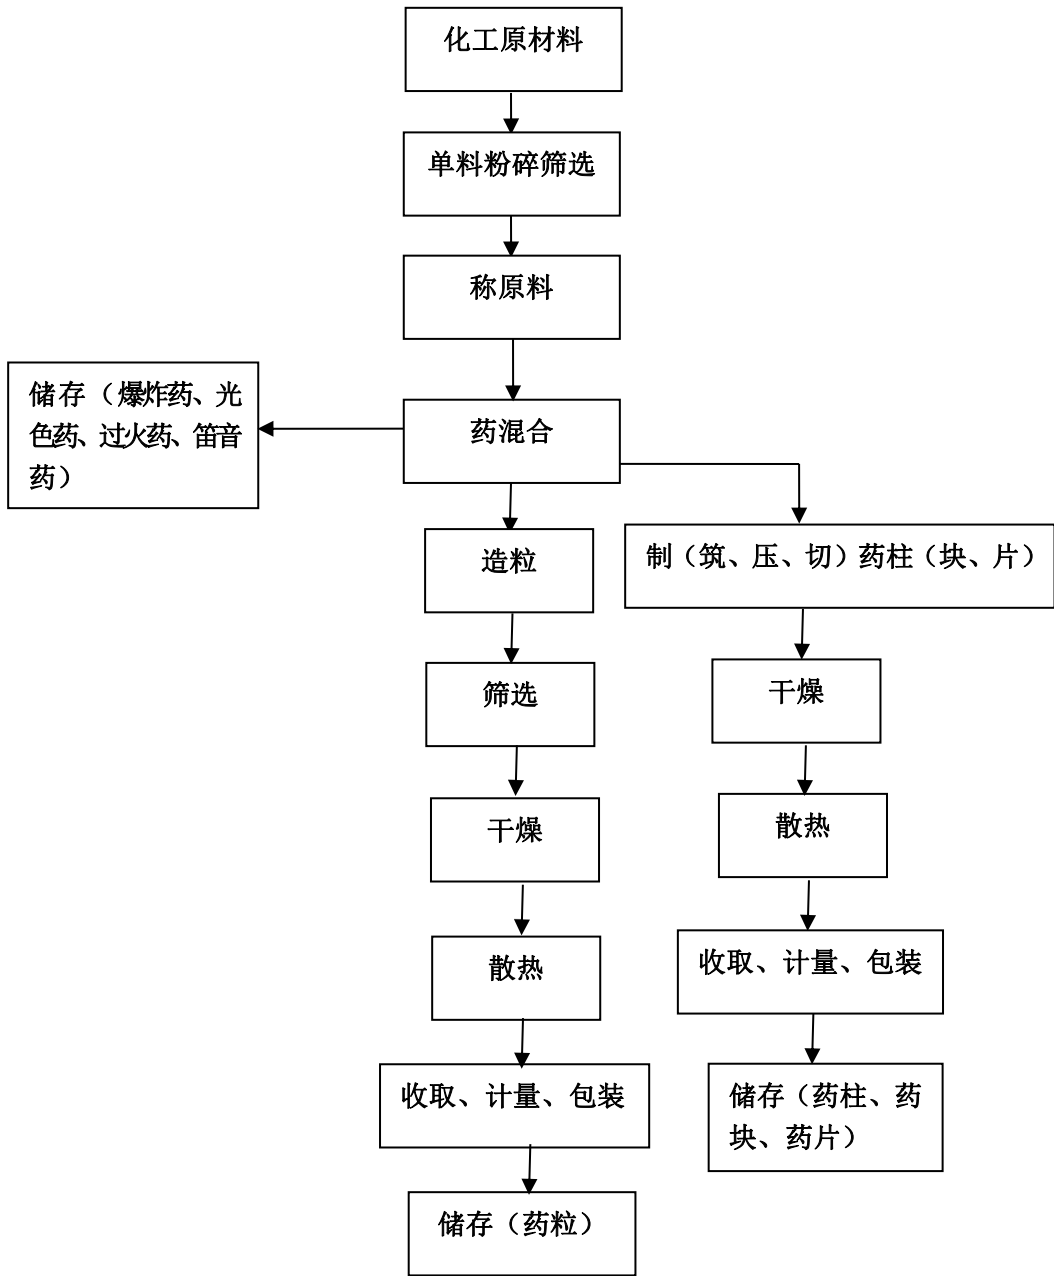 化工原材料
单料粉碎筛选
称原料
储存（爆炸药、光
色药、过火药、笛音
药）
药混合
造粒
制（筑、压、切）药柱（块、片）
筛选
干燥
干燥
散热
散热
收取、计量、包装
收取、计量、包装
储存（药柱、药
块、药片）
储存（药粒）